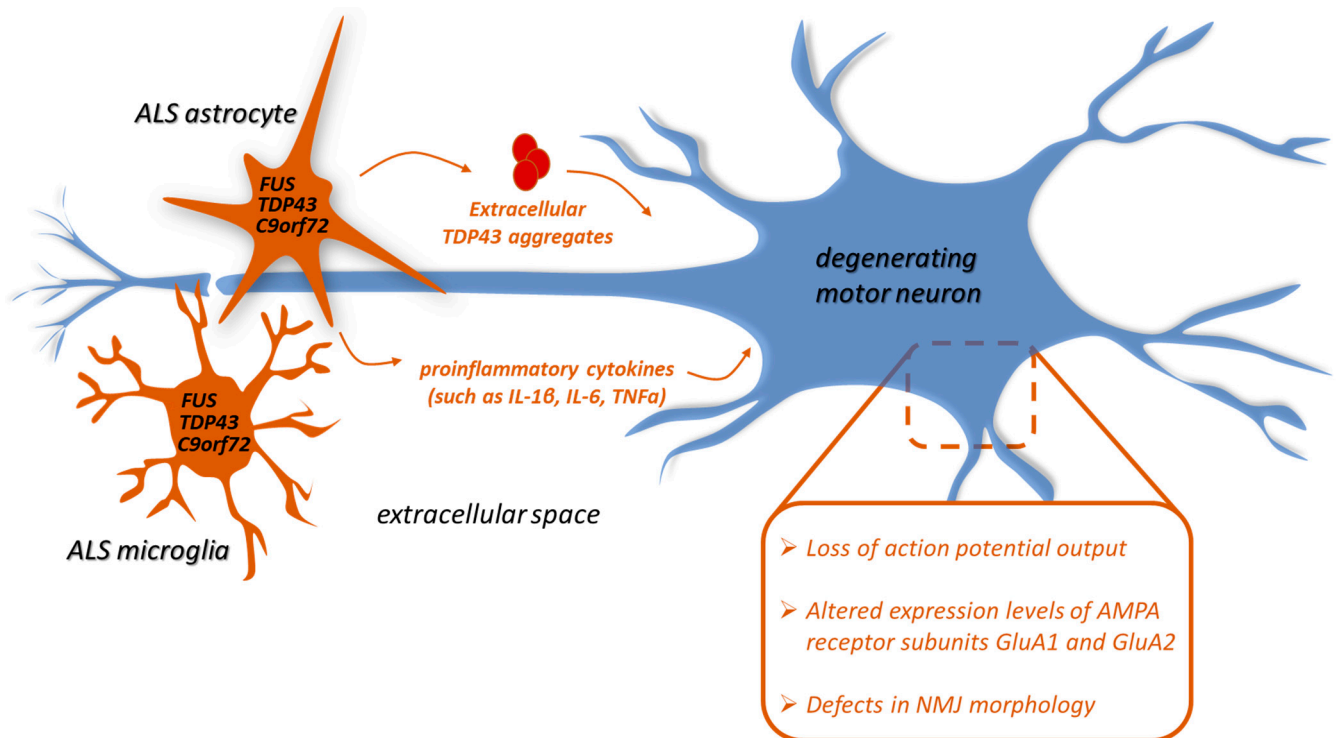 ALS astrocyte
FUS
TDP43
C9orf72
Extracellular
TDP43 aggregates
degenerating
motor neuron
proinflammatory cytokines
(such as IL-1β, IL-6, TNFα)
FUS
TDP43
C9orf72
extracellular space
ALS microglia
➢ Loss of action potential output
➢ Altered expression levels of AMPA
receptor subunits GluA1 and GluA2
➢ Defects in NMJ morphology